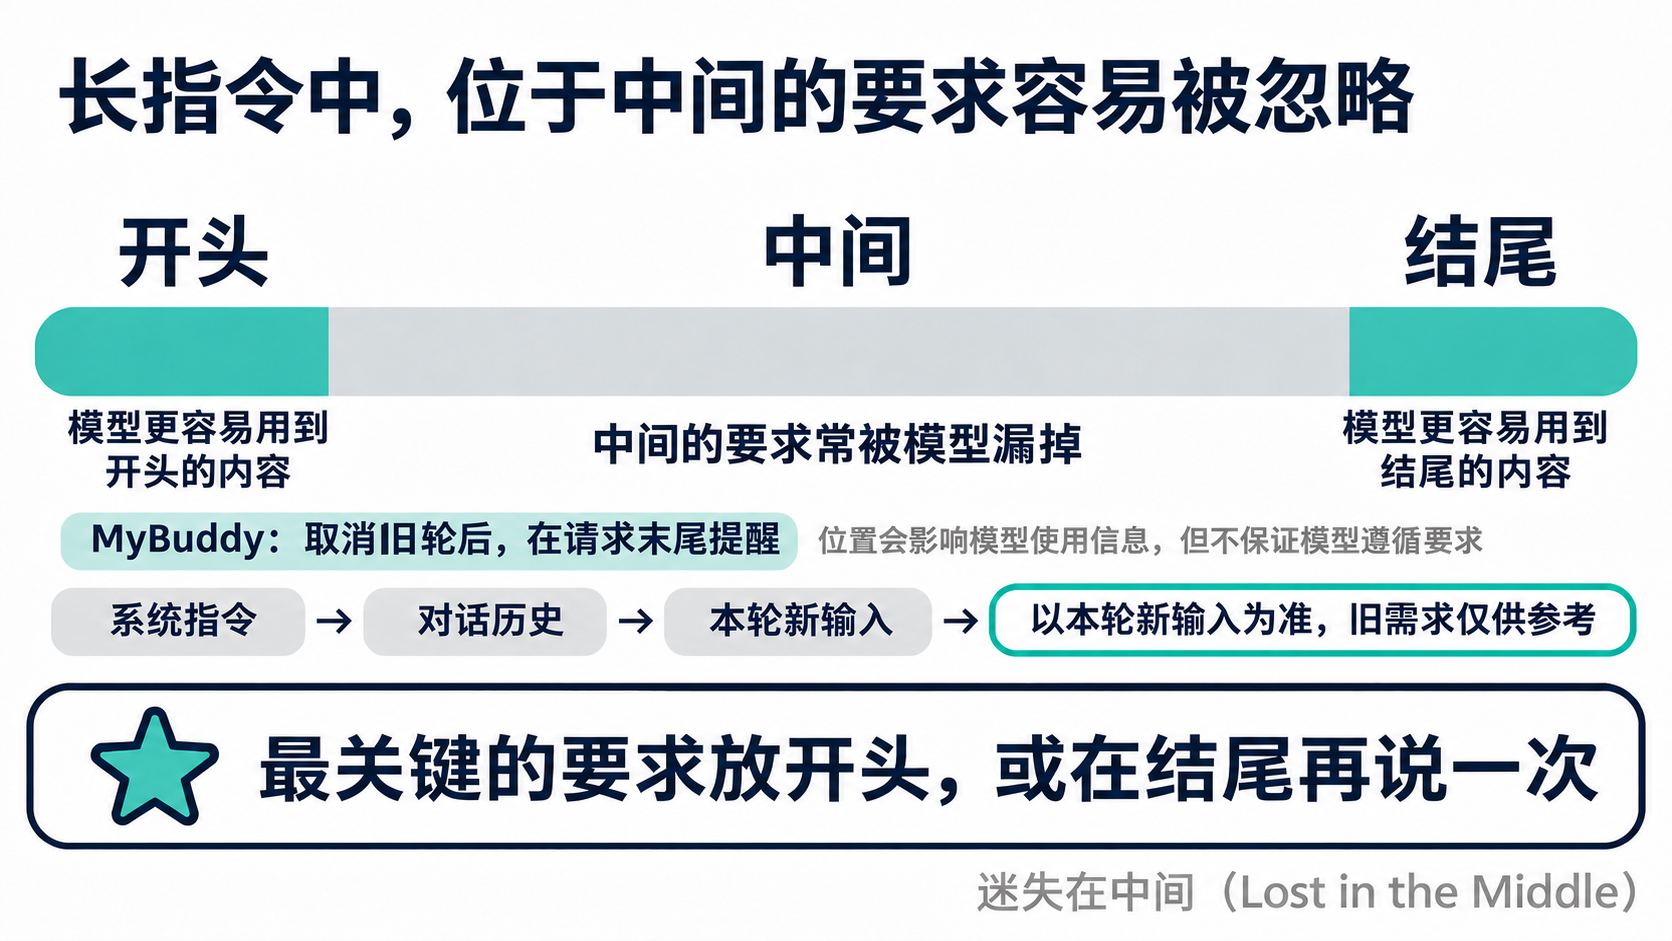 长指令中，位于中间的要求容易被忽略
开头
中间
结尾
模型更容易用到
开头的内容
中间的要求常被模型漏掉
模型更容易用到
结尾的内容
MyBuddy：取消旧轮后，在请求末尾提醒
位置会影响模型使用信息，但不保证模型遵循要求
系统指令 → 对话历史 → 本轮新输入 → 以本轮新输入为准，旧需求仅供参考
最关键的要求放开头，或在结尾再说一次
迷失在中间（Lost in the Middle）